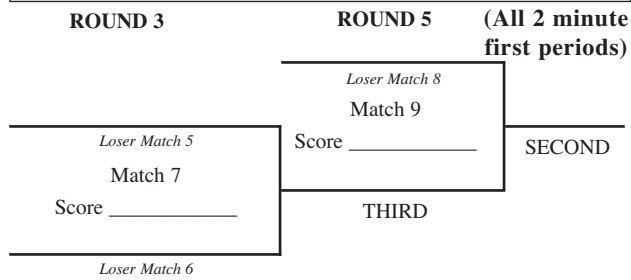 ROUND 3 ROUND 5 (All 2 minute
first periods)
Loser Match 8
Match 9
Score ____________
SECOND
Loser Match 5
Match 7
Score ____________
THIRD
Loser Match 6